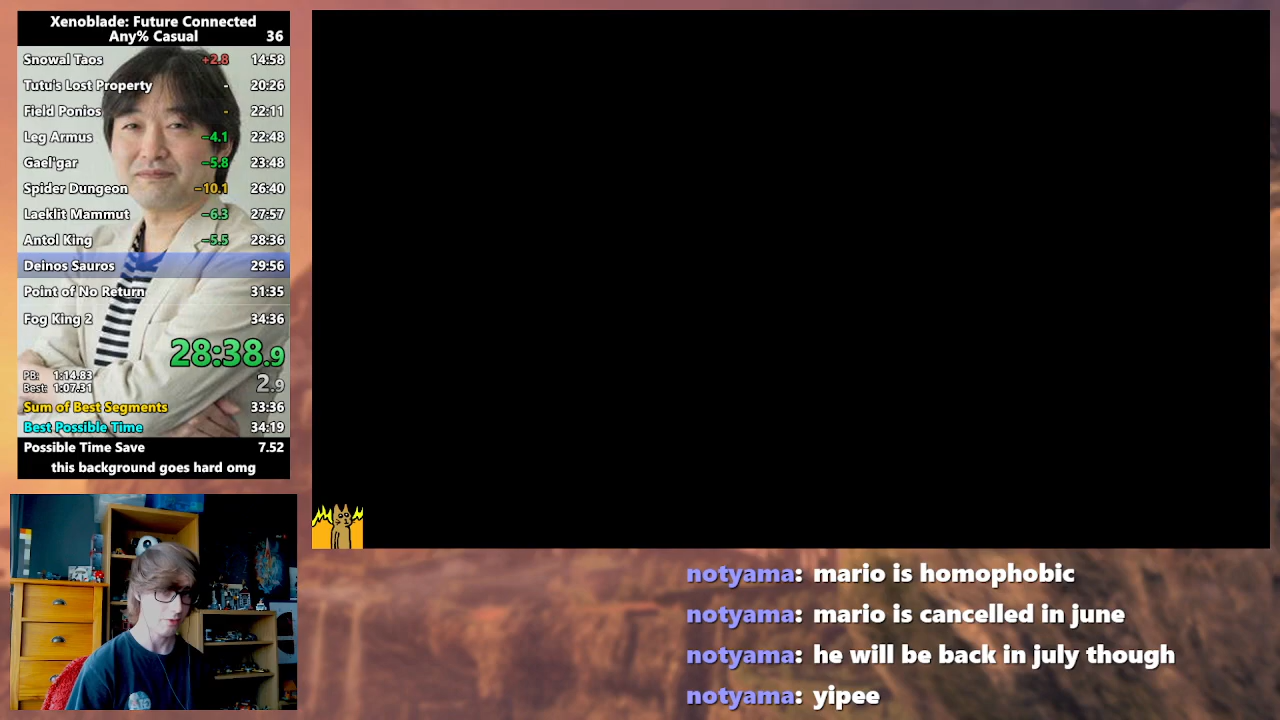 Xenoblade: Future Connected
Any% Casual 36
Snowal Taos +2.8 14:58
Tutu's Lost Property - 20:26
Field Ponios - 22:11
Leg Armus −4.1 22:48
Gael'gar −5.8 23:48
Spider Dungeon −10.1 26:40
Laeklit Mammut −6.3 27:57
Antol King −5.5 28:36
Deinos Sauros 29:56
Point of No Return 31:35
Fog King 2 34:36
28:38.9
PB: 1:14.83
Best: 1:07.31
2.9
Sum of Best Segments 33:36
Best Possible Time 34:19
Possible Time Save 7.52
this background goes hard omg
notyama: mario is homophobic
notyama: mario is cancelled in june
notyama: he will be back in july though
notyama: yipee